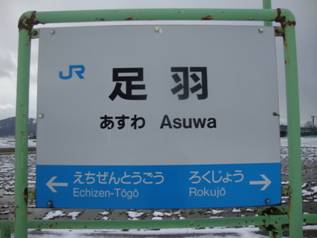 JR 足羽
あすわ Asuwa
えちぜんとうごう ろくじょう
← Echizen-Tōgō Rokujō →